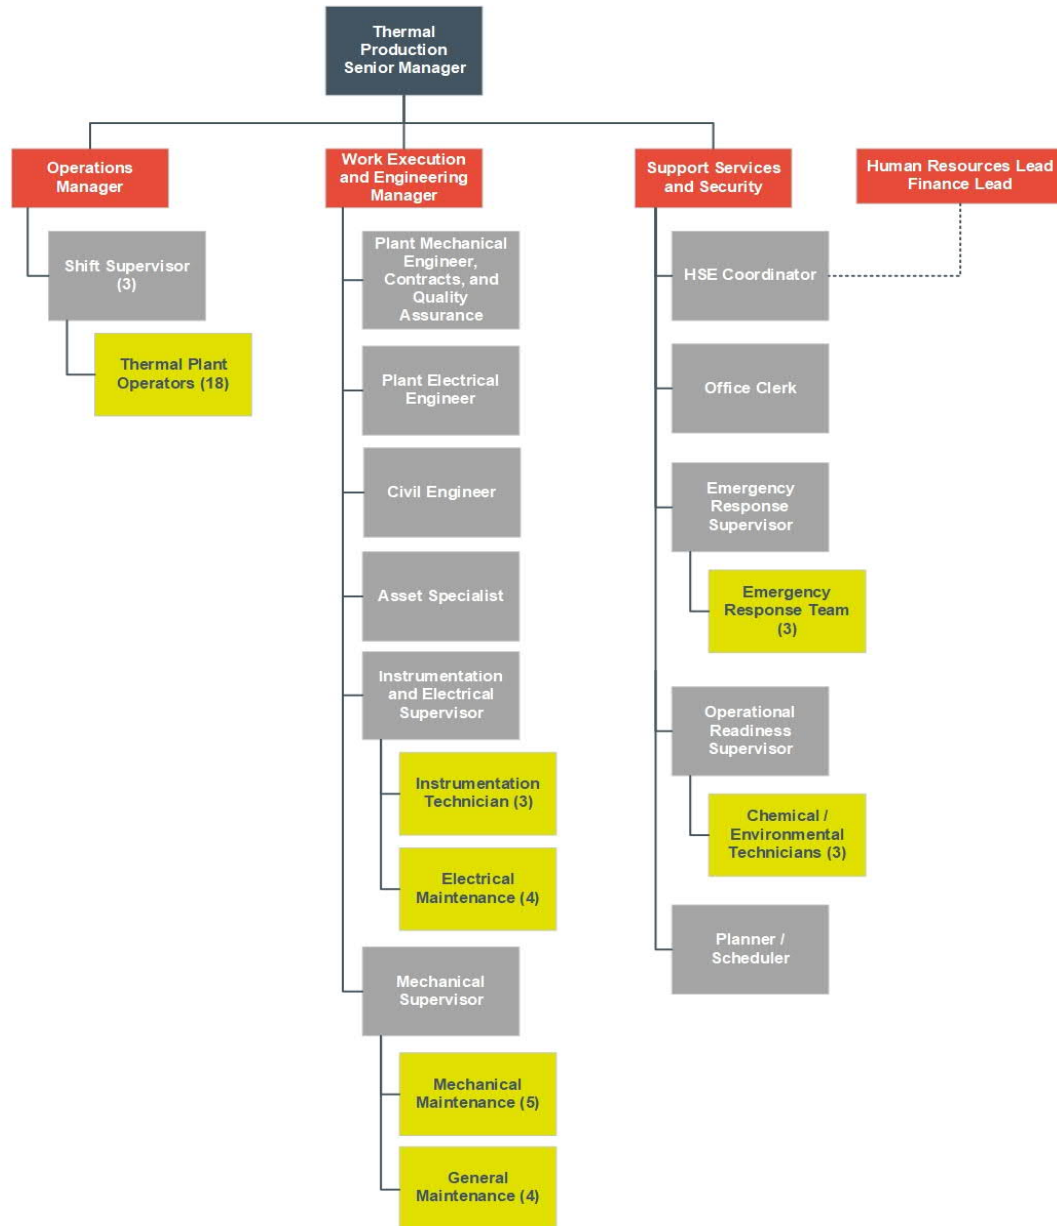 Thermal
Production
Senior Manager
Operations
Manager
Work Execution
and Engineering
Manager
Support Services
and Security
Human Resources Lead
Finance Lead
Shift Supervisor
(3)
Thermal Plant
Operators (18)
Plant Mechanical
Engineer,
Contracts, and
Quality
Assurance
Plant Electrical
Engineer
Civil Engineer
Asset Specialist
Instrumentation
and Electrical
Supervisor
Instrumentation
Technician (3)
Electrical
Maintenance (4)
Mechanical
Supervisor
Mechanical
Maintenance (5)
General
Maintenance (4)
HSE Coordinator
Office Clerk
Emergency
Response
Supervisor
Emergency
Response Team
(3)
Operational
Readiness
Supervisor
Chemical /
Environmental
Technicians (3)
Planner /
Scheduler